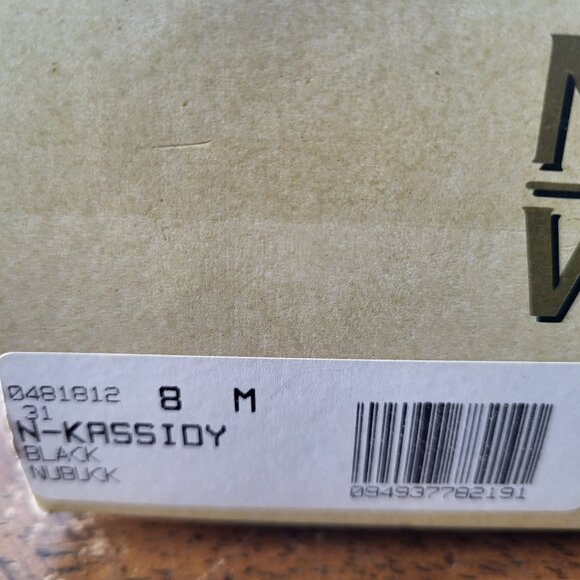 N
W
0481812 8 M
31
N-KASSIDY
BLACK
NUBUCK
094937782191